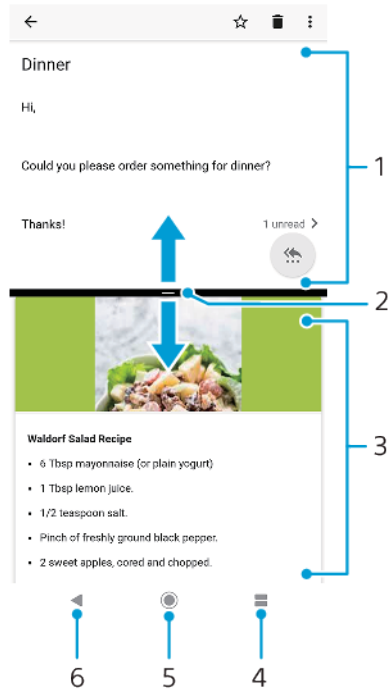 Dinner
Hi,
Could you please order something for dinner?
Thanks!
1 unread
1
2
Waldorf Salad Recipe
• 6 Tbsp mayonnaise (or plain yogurt)
• 1 Tbsp lemon juice.
• 1/2 teaspoon salt.
• Pinch of freshly ground black pepper.
• 2 sweet apples, cored and chopped.
3
6
5
4